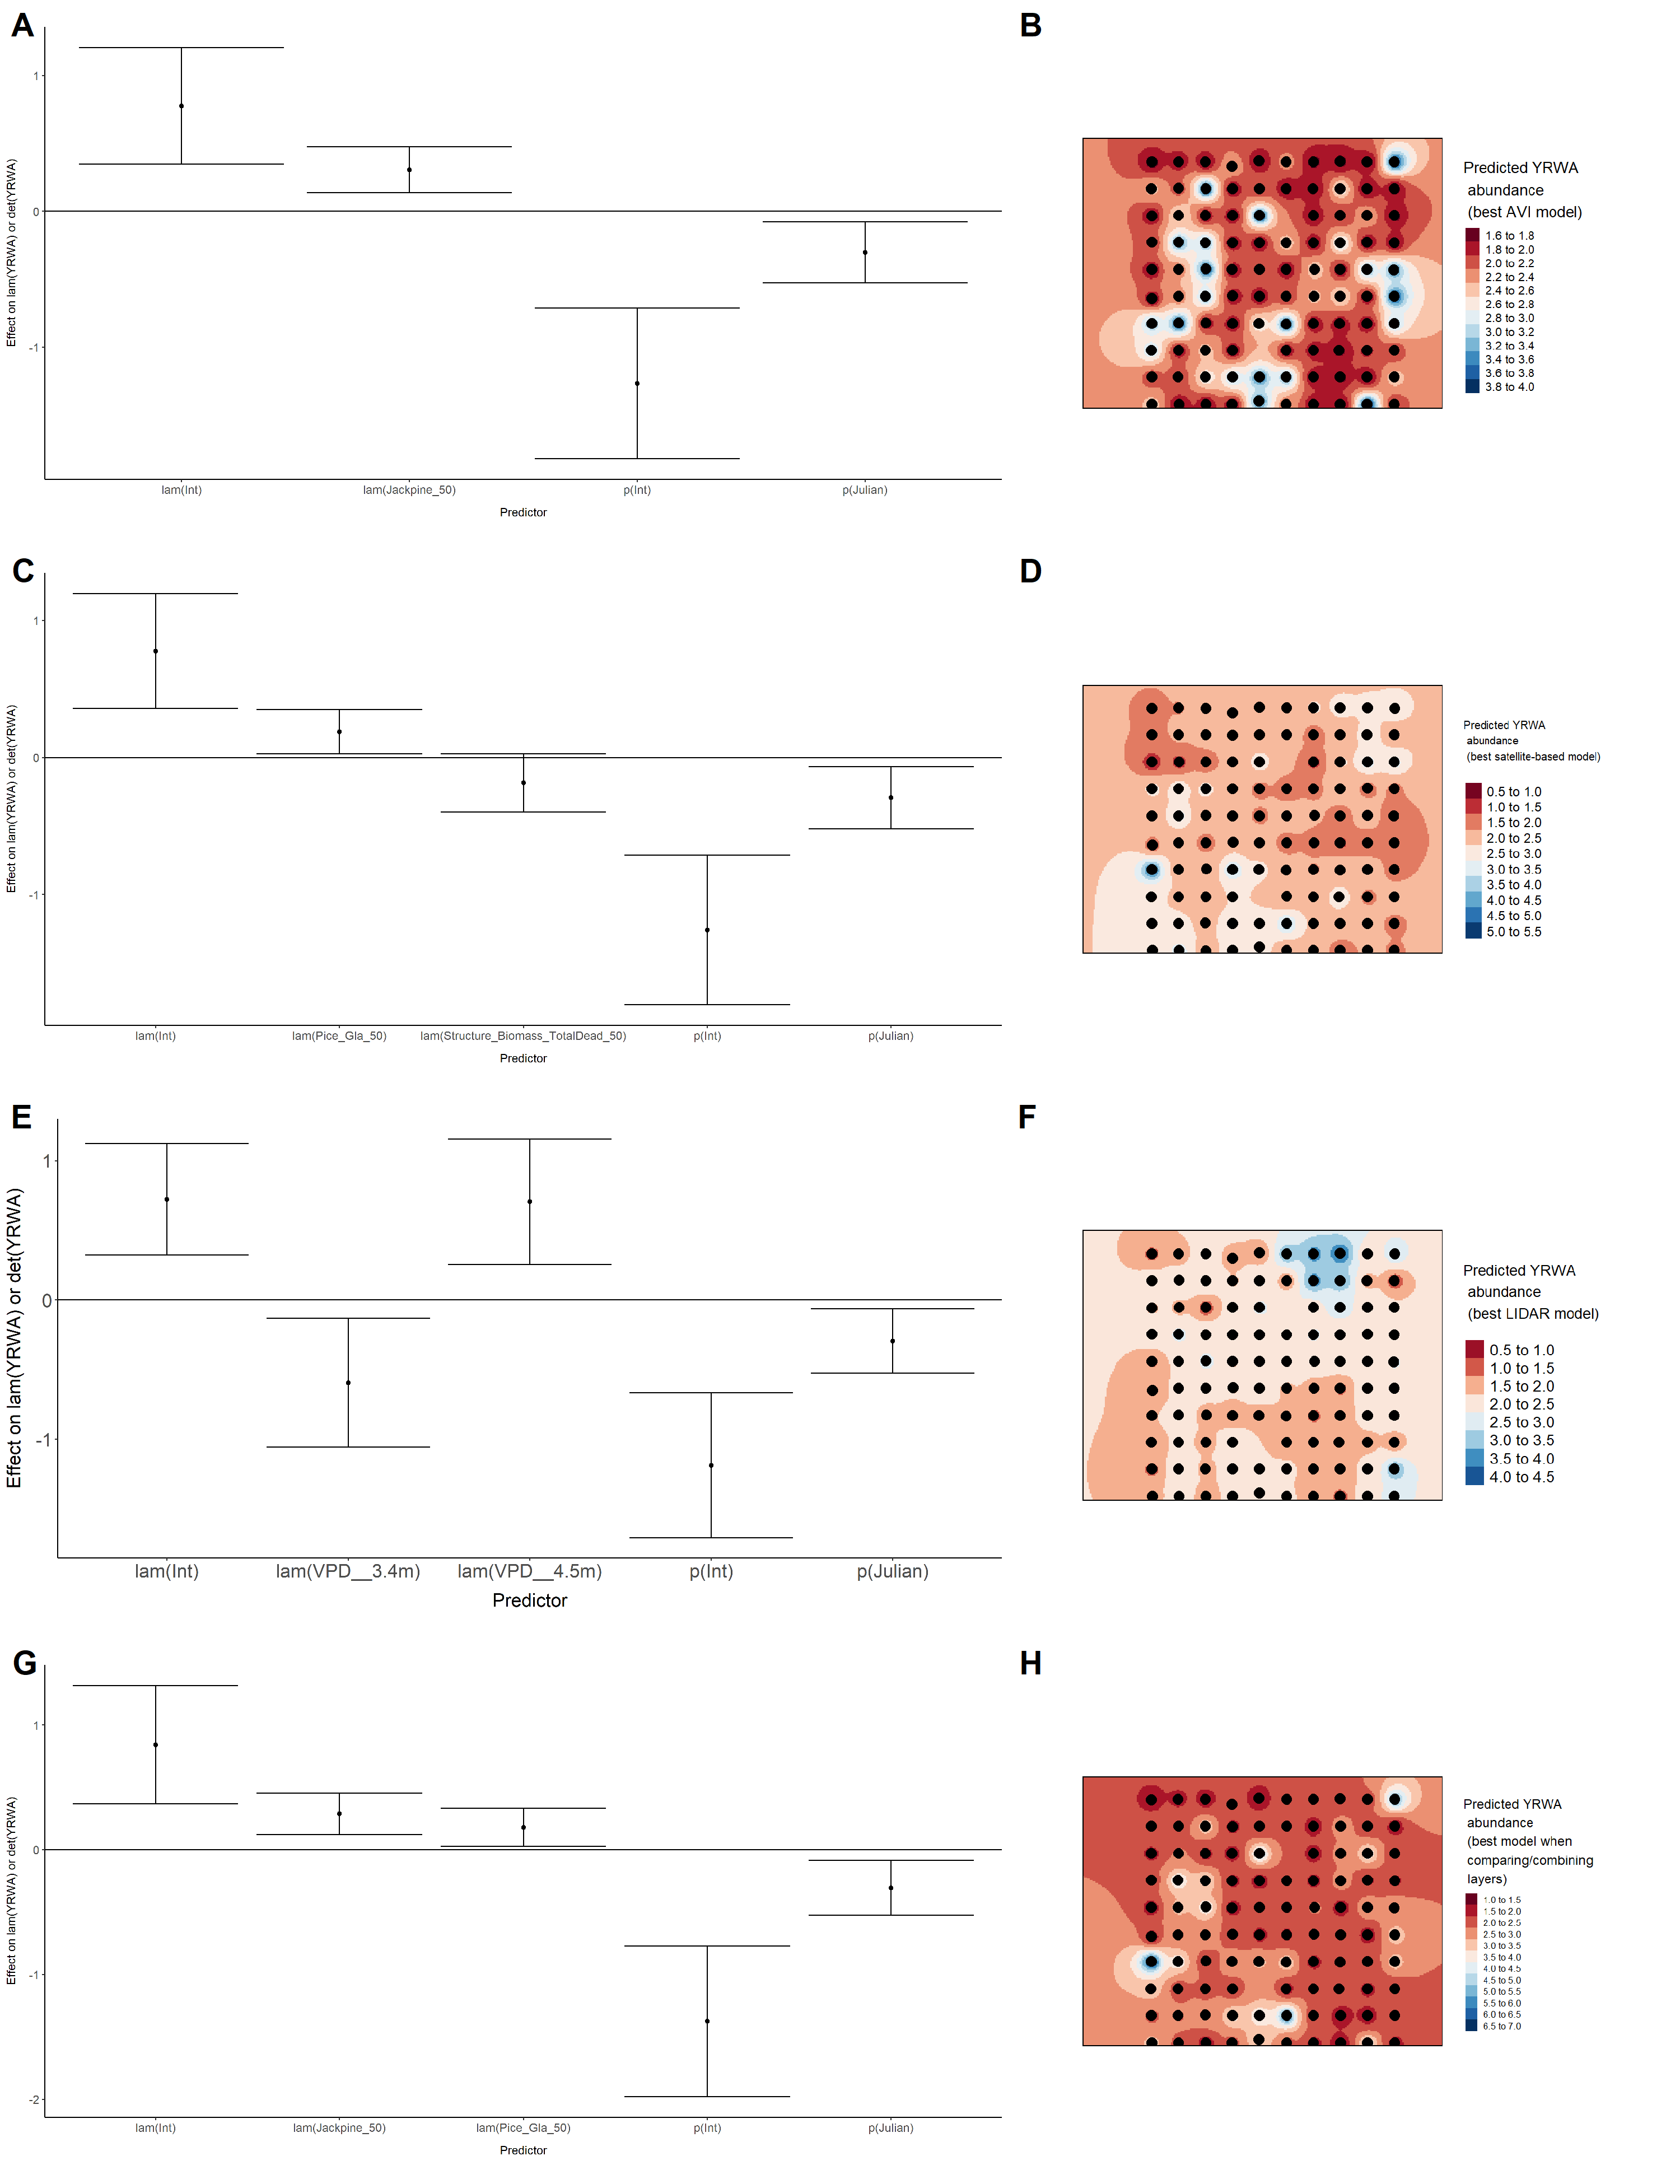 A
Effect on lam(YRWA) or det(YRWA)
1
0
-1
lam(Int)
lam(Jackpine_50)
p(Int)
p(Julian)
Predictor
B
Predicted YRWA
abundance
(best AVI model)
1.6 to 1.8
1.8 to 2.0
2.0 to 2.2
2.2 to 2.4
2.4 to 2.6
2.6 to 2.8
2.8 to 3.0
3.0 to 3.2
3.2 to 3.4
3.4 to 3.6
3.6 to 3.8
3.8 to 4.0
C
Effect on lam(YRWA) or det(YRWA)
1
0
-1
lam(Int)
lam(Pice_Gla_50)
lam(Structure_Biomass_TotalDead_50)
p(Int)
p(Julian)
Predictor
D
Predicted YRWA
abundance
(best satellite-based model)
0.5 to 1.0
1.0 to 1.5
1.5 to 2.0
2.0 to 2.5
2.5 to 3.0
3.0 to 3.5
3.5 to 4.0
4.0 to 4.5
4.5 to 5.0
5.0 to 5.5
E
Effect on lam(YRWA) or det(YRWA)
1
0
-1
lam(Int)
lam(VPD__3.4m)
lam(VPD__4.5m)
p(Int)
p(Julian)
Predictor
F
Predicted YRWA
abundance
(best LIDAR model)
0.5 to 1.0
1.0 to 1.5
1.5 to 2.0
2.0 to 2.5
2.5 to 3.0
3.0 to 3.5
3.5 to 4.0
4.0 to 4.5
G
Effect on lam(YRWA) or det(YRWA)
1
0
-1
-2
lam(Int)
lam(Jackpine_50)
lam(Pice_Gla_50)
p(Int)
p(Julian)
Predictor
H
Predicted YRWA
abundance
(best model when
comparing/combining
layers)
1.0 to 1.5
1.5 to 2.0
2.0 to 2.5
2.5 to 3.0
3.0 to 3.5
3.5 to 4.0
4.0 to 4.5
4.5 to 5.0
5.0 to 5.5
5.5 to 6.0
6.0 to 6.5
6.5 to 7.0